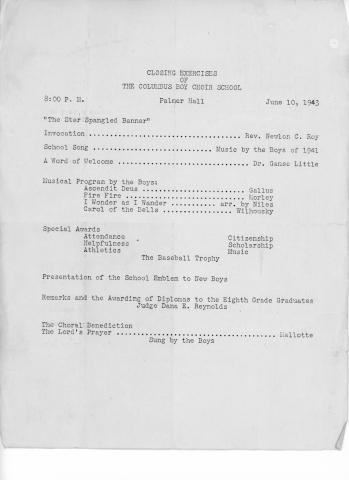 CLOSING EXERCISES
OF
THE COLUMBUS BOY CHOIR SCHOOL
8:00 P. M. Palmer Hall June 10, 1943
"The Star Spangled Banner"
Invocation ........................................ Rev. Newton C. Roy
School Song ................................ Music by the Boys of 1941
A Word of Welcome .................................... Dr. Ganse Little
Musical Program by the Boys:
Ascendit Deus ........................... Gallus
Fire Fire ............................... Morley
I Wonder as I Wander .......... arr. by Niles
Carol of the Bells ................... Wilhousky
Special Awards
Attendance Citizenship
Helpfulness Scholarship
Athletics Music
The Baseball Trophy
Presentation of the School Emblem to New Boys
Remarks and the Awarding of Diplomas to the Eighth Grade Graduates
Judge Dana E. Reynolds
The Choral Benediction
The Lord's Prayer ......................................... Mallotte
Sung by the Boys